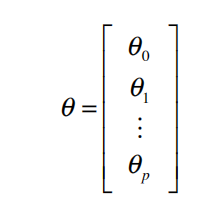 θ = [
θ₀
θ₁
⋮
θₚ
]